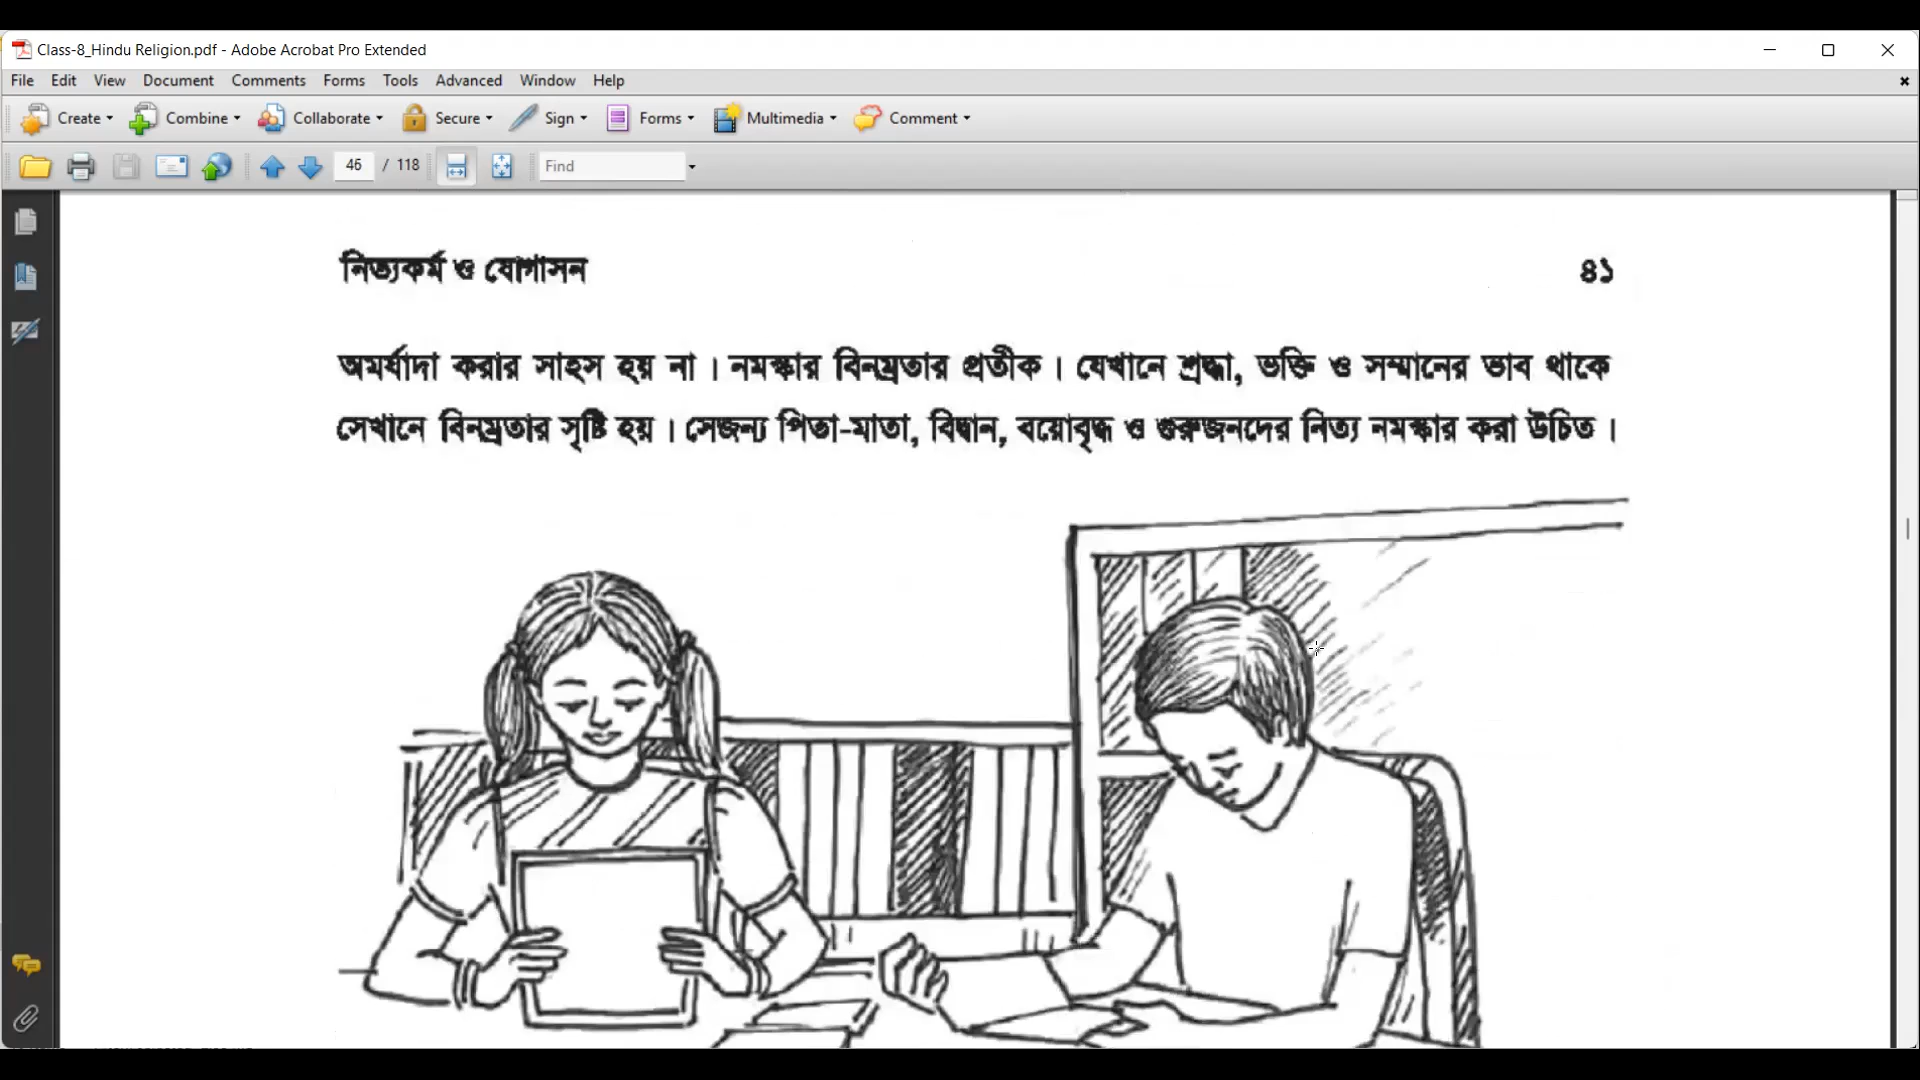 Class-8_Hindu Religion.pdf - Adobe Acrobat Pro Extended
File Edit View Document Comments Forms Tools Advanced Window Help
Create Combine Collaborate Secure Sign Forms Multimedia Comment
46 / 118 Find
নিত্যকর্ম ও যোগাসন ৪১
অমর্যাদা করার সাহস হয় না । নমস্কার বিনম্রতার প্রতীক । যেখানে শ্রদ্ধা, ভক্তি ও সম্মানের ভাব থাকে
সেখানে বিনম্রতার সৃষ্টি হয় । সেজন্য পিতা-মাতা, বিদ্বান, বয়োবৃদ্ধ ও গুরুজনদের নিত্য নমস্কার করা উচিত ।